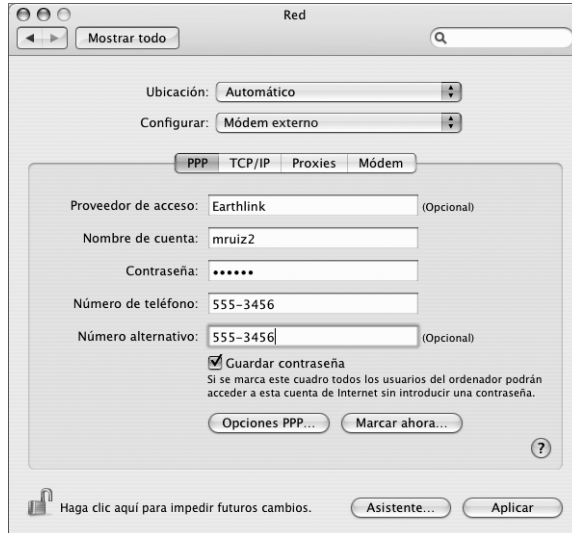 Red
Mostrar todo
Ubicación: Automático
Configurar: Módem externo
PPP TCP/IP Proxies Módem
Proveedor de acceso: Earthlink (Opcional)
Nombre de cuenta: mruiz2
Contraseña: ••••••
Número de teléfono: 555-3456
Número alternativo: 555-3456 (Opcional)
Guardar contraseña
Si se marca este cuadro todos los usuarios del ordenador podrán
acceder a esta cuenta de Internet sin introducir una contraseña.
Opciones PPP... Marcar ahora...
?
Haga clic aquí para impedir futuros cambios. Asistente... Aplicar